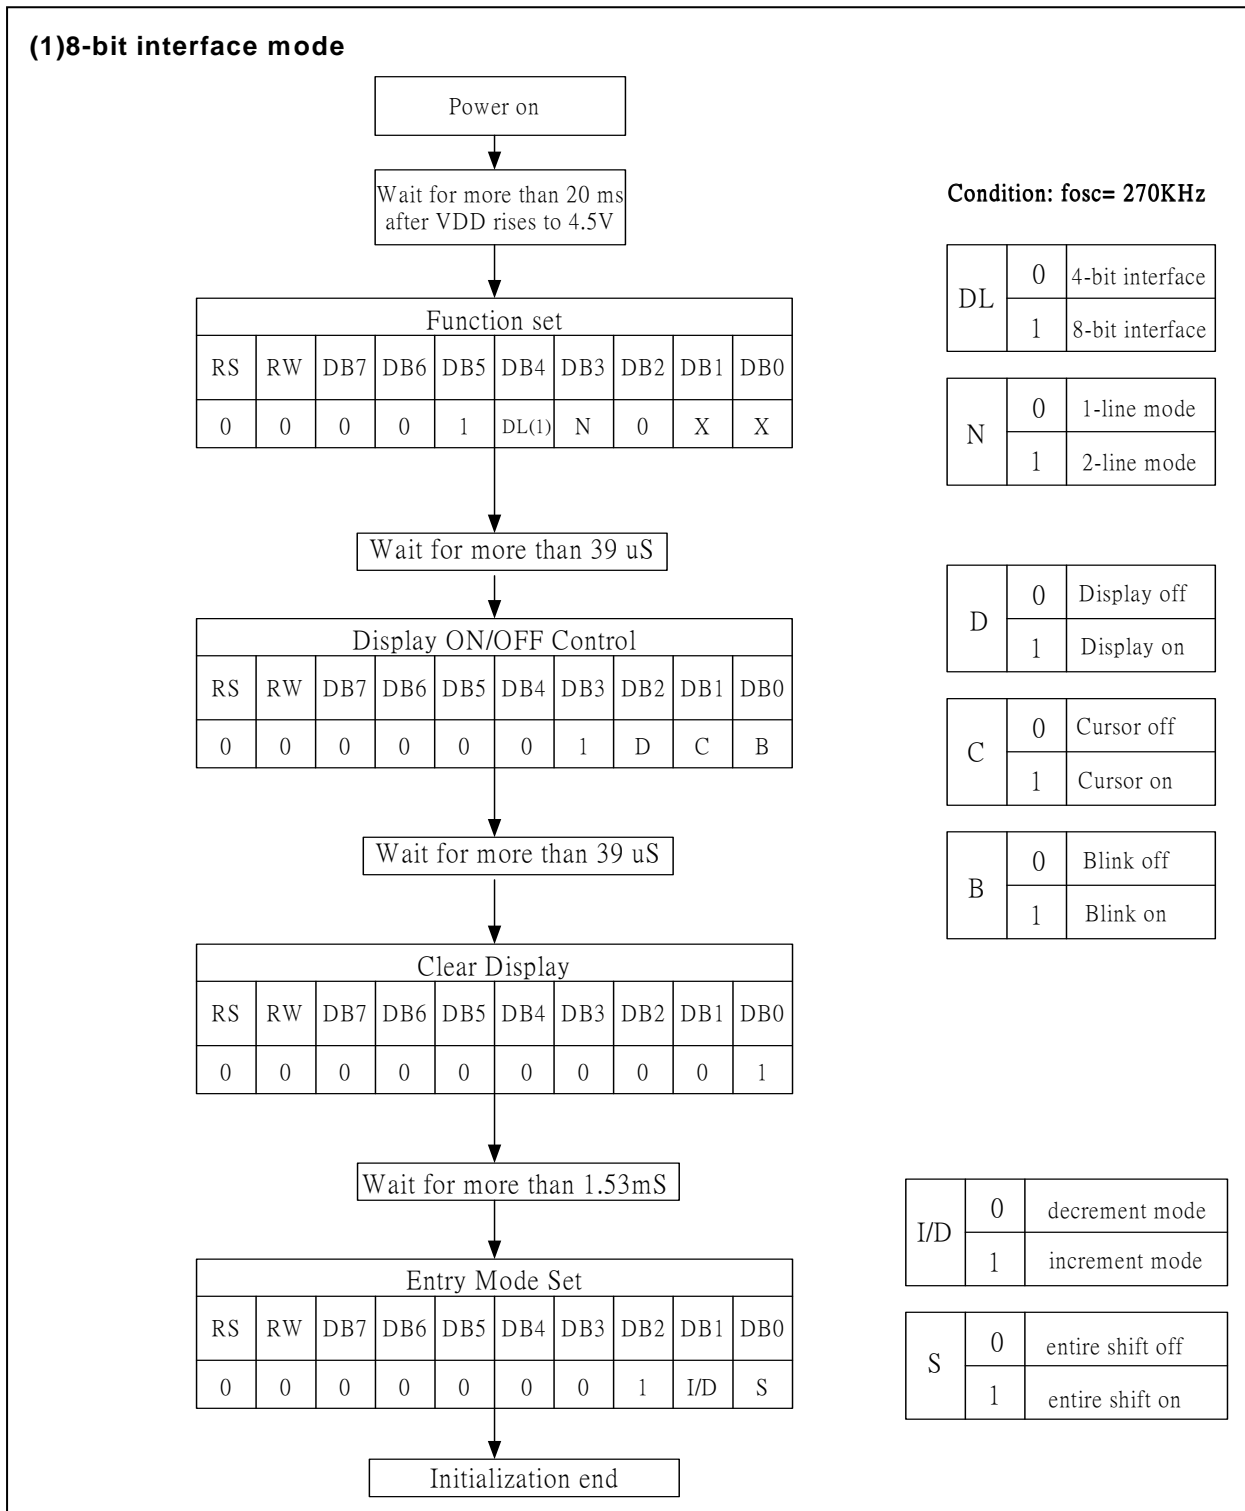 (1)8-bit interface mode
Power on
Wait for more than 20 ms
after VDD rises to 4.5V
Condition: fosc= 270KHz
Function set
RS RW DB7 DB6 DB5 DB4 DB3 DB2 DB1 DB0
0 0 0 0 1 DL(1) N 0 X X
DL
0 4-bit interface
1 8-bit interface
N
0 1-line mode
1 2-line mode
Wait for more than 39 uS
Display ON/OFF Control
RS RW DB7 DB6 DB5 DB4 DB3 DB2 DB1 DB0
0 0 0 0 0 0 1 D C B
D
0 Display off
1 Display on
C
0 Cursor off
1 Cursor on
B
0 Blink off
1 Blink on
Wait for more than 39 uS
Clear Display
RS RW DB7 DB6 DB5 DB4 DB3 DB2 DB1 DB0
0 0 0 0 0 0 0 0 0 1
Wait for more than 1.53mS
Entry Mode Set
RS RW DB7 DB6 DB5 DB4 DB3 DB2 DB1 DB0
0 0 0 0 0 0 0 1 I/D S
I/D
0 decrement mode
1 increment mode
S
0 entire shift off
1 entire shift on
Initialization end